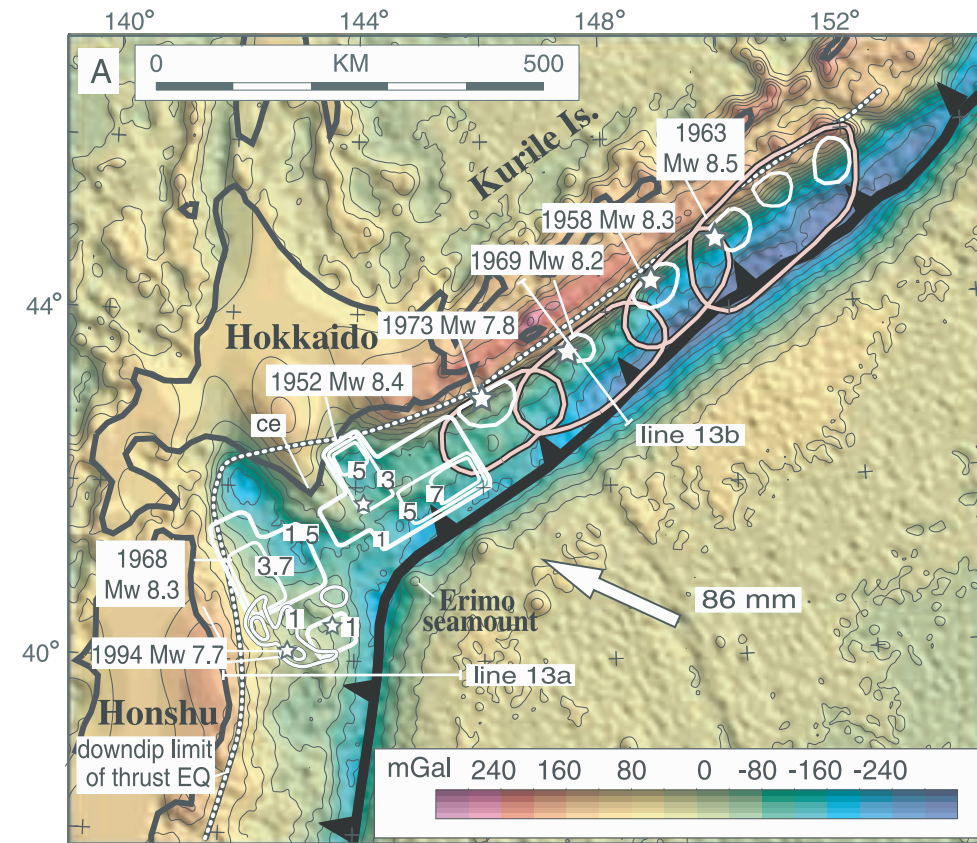 140° 144° 148° 152°
A
0 KM 500
Kurile Is.
1963
Mw 8.5
1958 Mw 8.3
1969 Mw 8.2
44°
1973 Mw 7.8
Hokkaido
1952 Mw 8.4
ce
line 13b
5
3
7
5
1.5
1
1968
Mw 8.3
3.7
86 mm
Erimo
seamount
1
1
40°
1994 Mw 7.7
line 13a
Honshu
downdip limit
of thrust EQ
mGal 240 160 80 0 -80 -160 -240